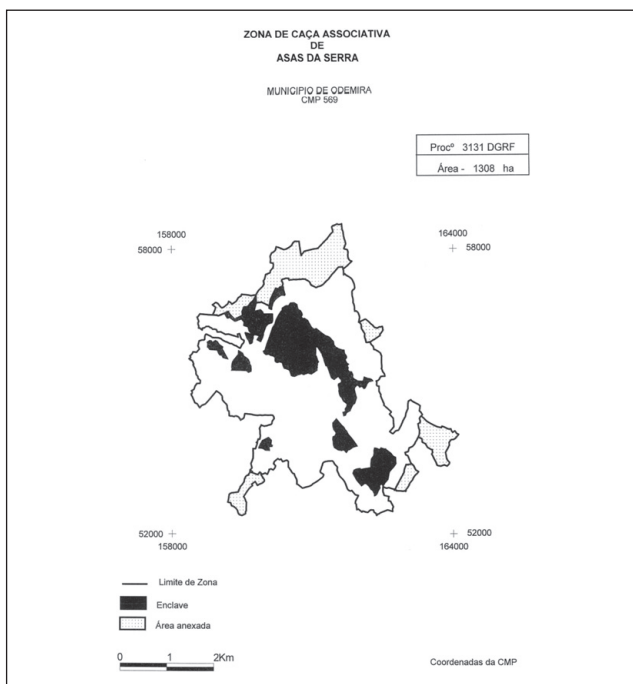 ZONA DE CAÇA ASSOCIATIVA
DE
ASAS DA SERRA
MUNICIPIO DE ODEMIRA
CMP 569
Procº 3131 DGRF
Área - 1308 ha
158000
58000
164000
58000
52000
158000
52000
164000
Limite de Zona
Enclave
Área anexada
0 1 2Km
Coordenadas da CMP